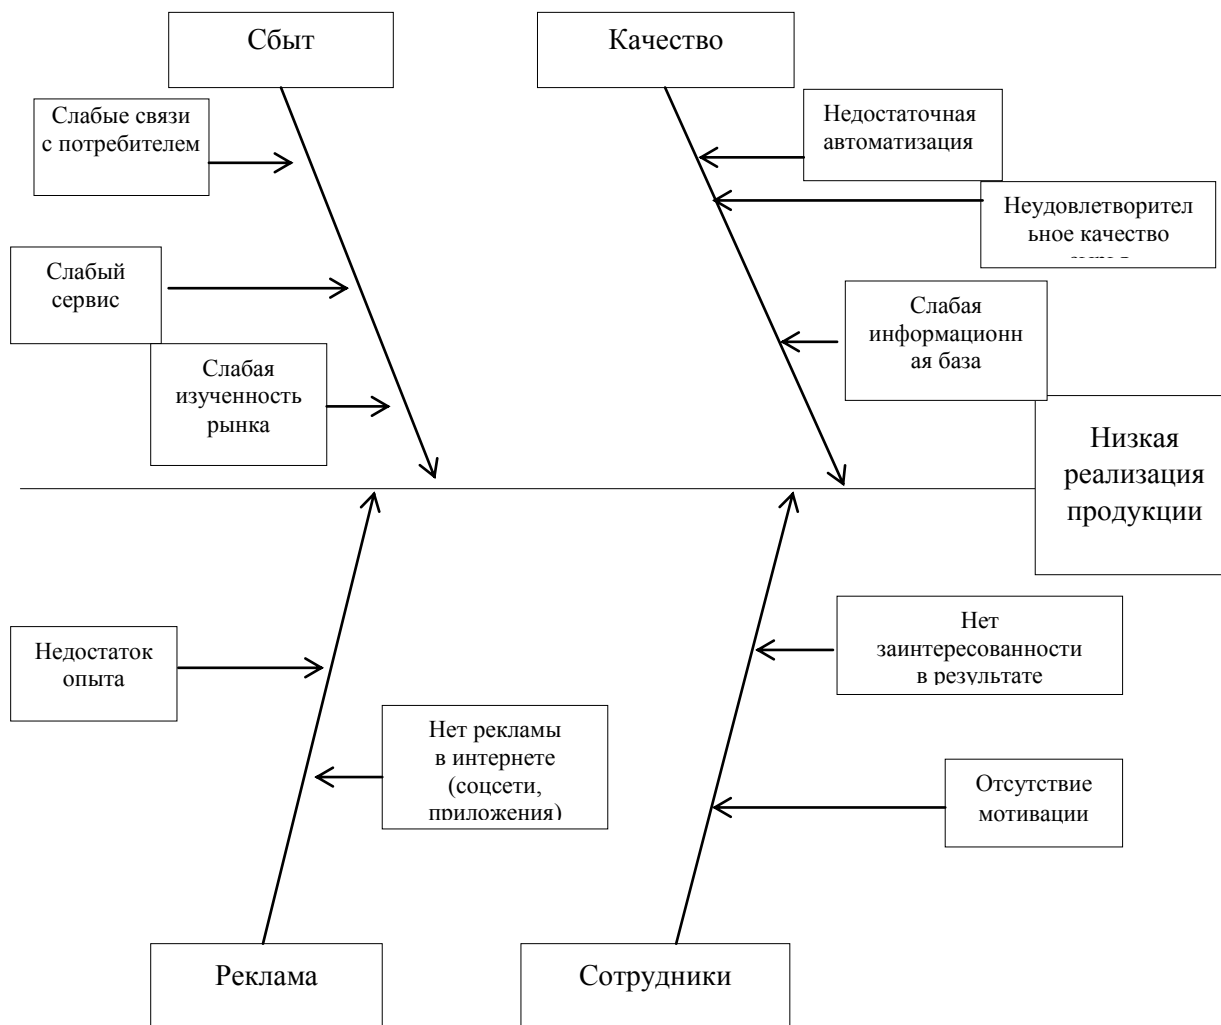 Сбыт
Качество
Слабые связи
с потребителем
Недостаточная
автоматизация
Неудовлетворител
ьное качество
Слабый
сервис
Слабая
информационн
ая база
Слабая
изученность
рынка
Низкая
реализация
продукции
Недостаток
опыта
Нет
заинтересованности
в результате
Нет рекламы
в интернете
(соцсети,
приложения)
Отсутствие
мотивации
Реклама
Сотрудники